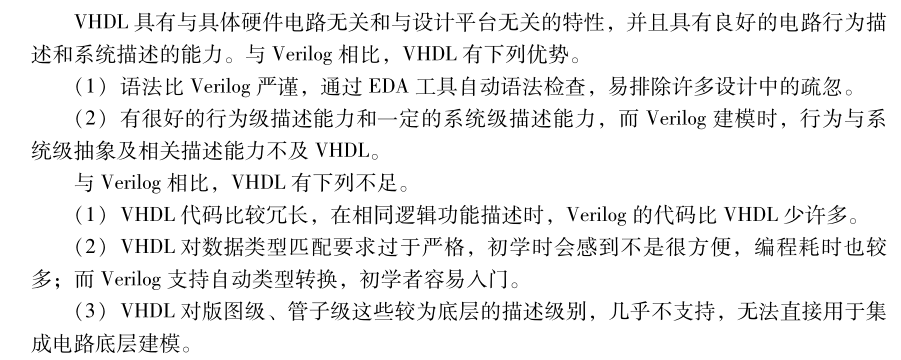 VHDL 具有与具体硬件电路无关和与设计平台无关的特性，并且具有良好的电路行为描
述和系统描述的能力。与 Verilog 相比，VHDL 有下列优势。
（1）语法比 Verilog 严谨，通过 EDA 工具自动语法检查，易排除许多设计中的疏忽。
（2）有很好的行为级描述能力和一定的系统级描述能力，而 Verilog 建模时，行为与系
统级抽象及相关描述能力不及 VHDL。
与 Verilog 相比，VHDL 有下列不足。
（1）VHDL 代码比较冗长，在相同逻辑功能描述时，Verilog 的代码比 VHDL 少许多。
（2）VHDL 对数据类型匹配要求过于严格，初学时会感到不是很方便，编程耗时也较
多；而 Verilog 支持自动类型转换，初学者容易入门。
（3）VHDL 对版图级、管子级这些较为底层的描述级别，几乎不支持，无法直接用于集
成电路底层建模。